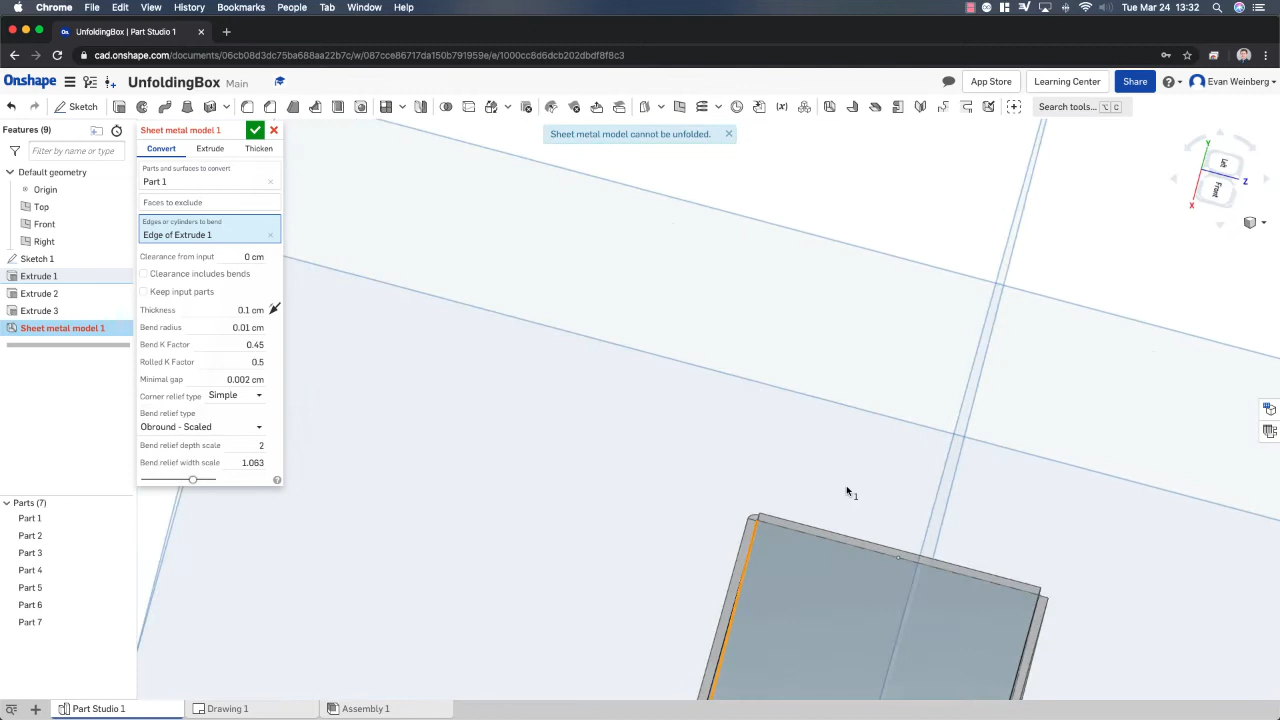 Chrome File Edit View History Bookmarks People Tab Window Help Tue Mar 24 13:32
UnfoldingBox | Part Studio 1
cad.onshape.com/documents/06cb08d3dc75ba688aa22b7c/w/087cce86717da150b791959e/e/1000cc8d6dcb202dbdf8f8c3
Onshape UnfoldingBox Main App Store Learning Center Share Evan Weinberg
Sketch Search tools... ⌥ C
Features (9)
Filter by name or type
Default geometry
Origin
Top
Front
Right
Sketch 1
Extrude 1
Extrude 2
Extrude 3
Sheet metal model 1
Parts (7)
Part 1
Part 2
Part 3
Part 4
Part 5
Part 6
Part 7
Sheet metal model 1
Convert Extrude Thicken
Parts and surfaces to convert
Part 1
Faces to exclude
Edges or cylinders to bend
Edge of Extrude 1
Clearance from input 0 cm
Clearance includes bends
Keep input parts
Thickness 0.1 cm
Bend radius 0.01 cm
Bend K Factor 0.45
Rolled K Factor 0.5
Minimal gap 0.002 cm
Corner relief type Simple
Bend relief type
Obround - Scaled
Bend relief depth scale 2
Bend relief width scale 1.063
Sheet metal model cannot be unfolded.
Y
Left
Z
Front
X
1
Part Studio 1 Drawing 1 Assembly 1